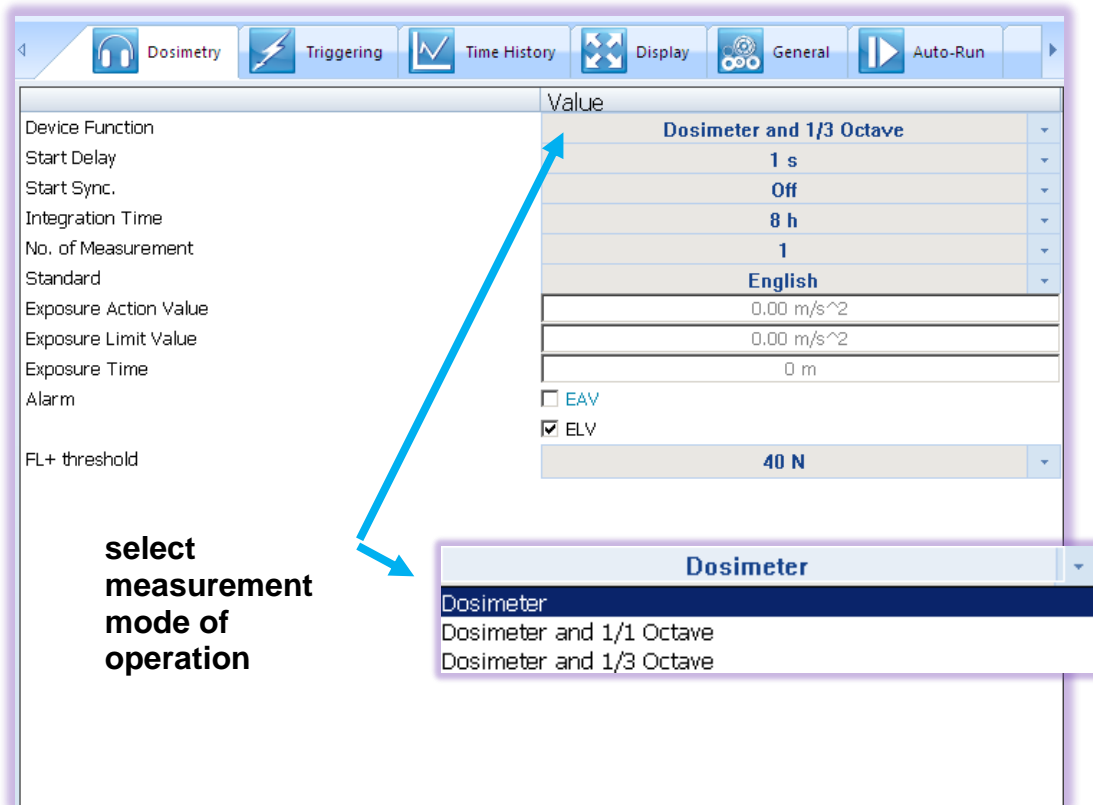 Dosimetry Triggering Time History Display General Auto-Run
Value
Device Function Dosimeter and 1/3 Octave
Start Delay 1 s
Start Sync. Off
Integration Time 8 h
No. of Measurement 1
Standard English
Exposure Action Value 0.00 m/s^2
Exposure Limit Value 0.00 m/s^2
Exposure Time 0 m
Alarm EAV
ELV
FL+ threshold 40 N
select
measurement
mode of
operation
Dosimeter
Dosimeter
Dosimeter and 1/1 Octave
Dosimeter and 1/3 Octave